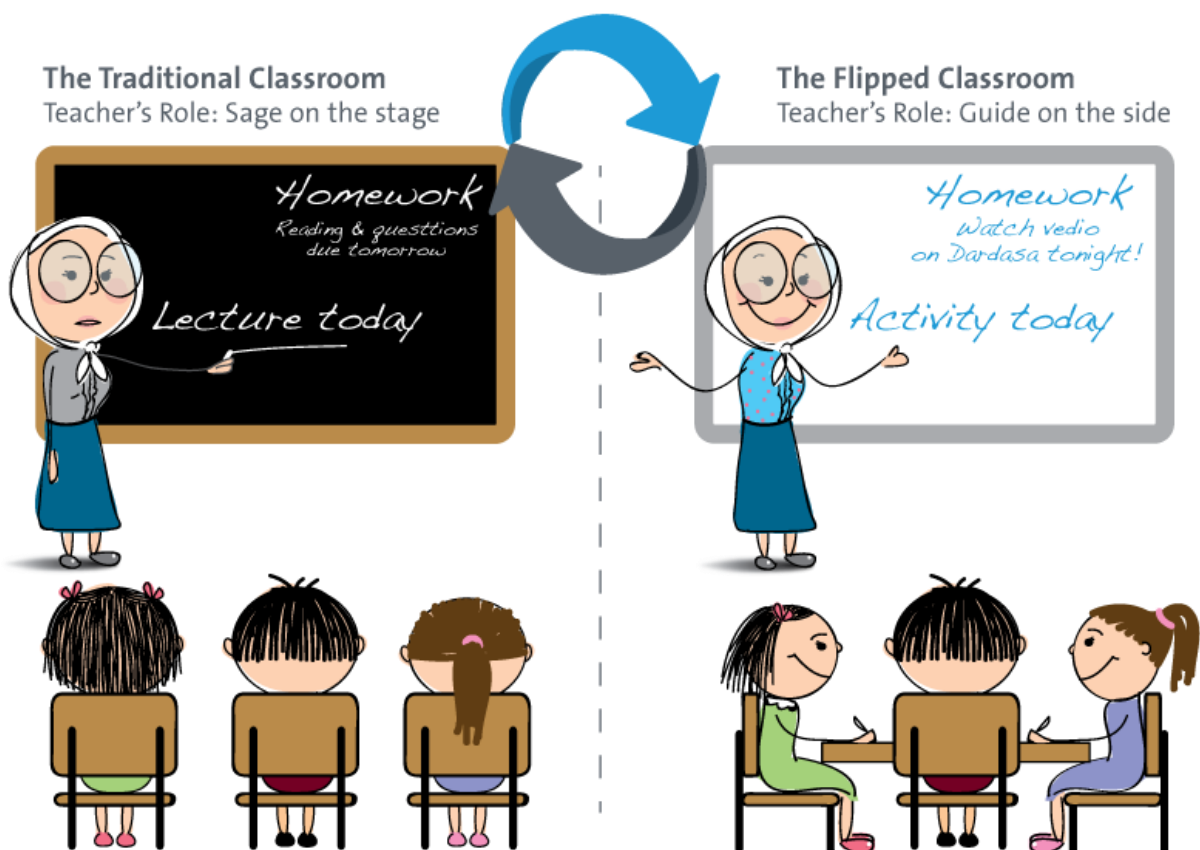 The Traditional Classroom
Teacher's Role: Sage on the stage
Homework
Reading & questtions
due tomorrow
Lecture today
The Flipped Classroom
Teacher's Role: Guide on the side
Homework
Watch vedio
on Dardasa tonight!
Activity today